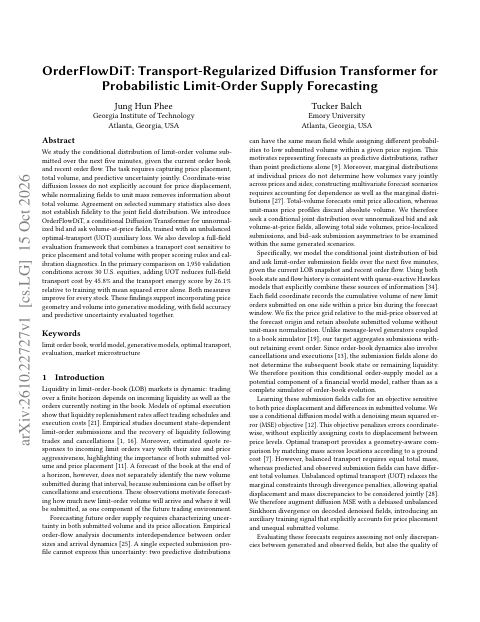 OrderFlowDiT: Transport-Regularized Diffusion Transformer for
Probabilistic Limit-Order Supply Forecasting
Jung Hun Phee
Georgia Institute of Technology
Atlanta, Georgia, USA
Tucker Balch
Emory University
Atlanta, Georgia, USA
arXiv:2610.22727v1 [cs.LG] 15 Oct 2026
Abstract
We study the conditional distribution of limit-order volume sub-
mitted over the next five minutes, given the current order book
and recent order flow. The task requires capturing price placement,
total volume, and predictive uncertainty jointly. Coordinate-wise
diffusion losses do not explicitly account for price displacement,
while normalizing fields to unit mass removes information about
total volume. Agreement on selected summary statistics also does
not establish fidelity to the joint field distribution. We introduce
OrderFlowDiT, a conditional Diffusion Transformer for unnormal-
ized bid and ask volume-at-price fields, trained with an unbalanced
optimal-transport (UOT) auxiliary loss. We also develop a full-field
evaluation framework that combines a transport cost sensitive to
price placement and total volume with proper scoring rules and cal-
ibration diagnostics. In the primary comparison on 1,950 validation
conditions across 30 U.S. equities, adding UOT reduces full-field
transport cost by 45.8% and the transport energy score by 26.1%
relative to training with mean squared error alone. Both measures
improve for every stock. These findings support incorporating price
geometry and volume into generative modeling, with field accuracy
and predictive uncertainty evaluated together.
Keywords
limit order book, world model, generative models, optimal transport,
evaluation, market microstructure
1 Introduction
Liquidity in limit-order-book (LOB) markets is dynamic: trading
over a finite horizon depends on incoming liquidity as well as the
orders currently resting in the book. Models of optimal execution
show that liquidity replenishment rates affect trading schedules and
execution costs [21]. Empirical studies document state-dependent
limit-order submissions and the recovery of liquidity following
trades and cancellations [1, 16]. Moreover, estimated quote re-
sponses to incoming limit orders vary with their size and price
aggressiveness, highlighting the importance of both submitted vol-
ume and price placement [11]. A forecast of the book at the end of
a horizon, however, does not separately identify the new volume
submitted during that interval, because submissions can be offset by
cancellations and executions. These observations motivate forecast-
ing how much new limit-order volume will arrive and where it will
be submitted, as one component of the future trading environment.
Forecasting future order supply requires characterizing uncer-
tainty in both submitted volume and its price allocation. Empirical
order-flow analysis documents interdependence between order
sizes and arrival dynamics [25]. A single expected submission pro-
file cannot express this uncertainty: two predictive distributions
can have the same mean field while assigning different probabil-
ities to low submitted volume within a given price region. This
motivates representing forecasts as predictive distributions, rather
than point predictions alone [9]. Moreover, marginal distributions
at individual prices do not determine how volumes vary jointly
across prices and sides; constructing multivariate forecast scenarios
requires accounting for dependence as well as the marginal distri-
butions [27]. Total-volume forecasts omit price allocation, whereas
unit-mass price profiles discard absolute volume. We therefore
seek a conditional joint distribution over unnormalized bid and ask
volume-at-price fields, allowing total side volumes, price-localized
submissions, and bid–ask submission asymmetries to be examined
within the same generated scenarios.
Specifically, we model the conditional joint distribution of bid
and ask limit-order submission fields over the next five minutes,
given the current LOB snapshot and recent order flow. Using both
book state and flow history is consistent with queue-reactive Hawkes
models that explicitly combine these sources of information [34].
Each field coordinate records the cumulative volume of new limit
orders submitted on one side within a price bin during the forecast
window. We fix the price grid relative to the mid-price observed at
the forecast origin and retain absolute submitted volume without
unit-mass normalization. Unlike message-level generators coupled
to a book simulator [19], our target aggregates submissions with-
out retaining event order. Since order-book dynamics also involve
cancellations and executions [13], the submission fields alone do
not determine the subsequent book state or remaining liquidity.
We therefore position this conditional order-supply model as a
potential component of a financial world model, rather than as a
complete simulator of order-book evolution.
Learning these submission fields calls for an objective sensitive
to both price displacement and differences in submitted volume. We
use a conditional diffusion model with a denoising mean squared er-
ror (MSE) objective [12]. This objective penalizes errors coordinate-
wise, without explicitly assigning costs to displacement between
price levels. Optimal transport provides a geometry-aware com-
parison by matching mass across locations according to a ground
cost [7]. However, balanced transport requires equal total mass,
whereas predicted and observed submission fields can have differ-
ent total volumes. Unbalanced optimal transport (UOT) relaxes the
marginal constraints through divergence penalties, allowing spatial
displacement and mass discrepancies to be considered jointly [28].
We therefore augment diffusion MSE with a debiased unbalanced
Sinkhorn divergence on decoded denoised fields, introducing an
auxiliary training signal that explicitly accounts for price placement
and unequal submitted volume.
Evaluating these forecasts requires assessing not only discrepan-
cies between generated and observed fields, but also the quality of